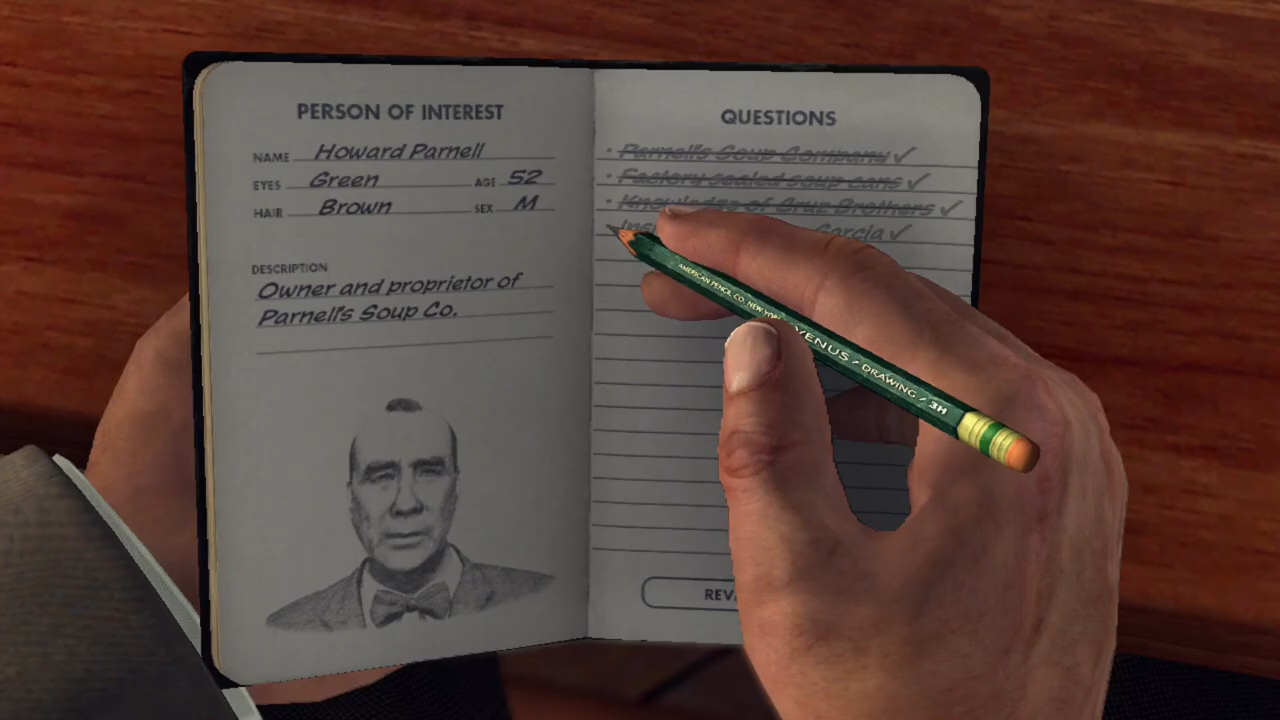 PERSON OF INTEREST
NAME Howard Parnell
EYES Green AGE 52
HAIR Brown SEX M
DESCRIPTION
Owner and proprietor of
Parnell's Soup Co.
QUESTIONS
• Parnell's Soup Company ✓
• Factory sealed soup cans ✓
• Knowledge of Cruz Brothers ✓
Garcia ✓
AMERICAN PENCIL CO. NEW YORK VENUS / DRAWING / 3H